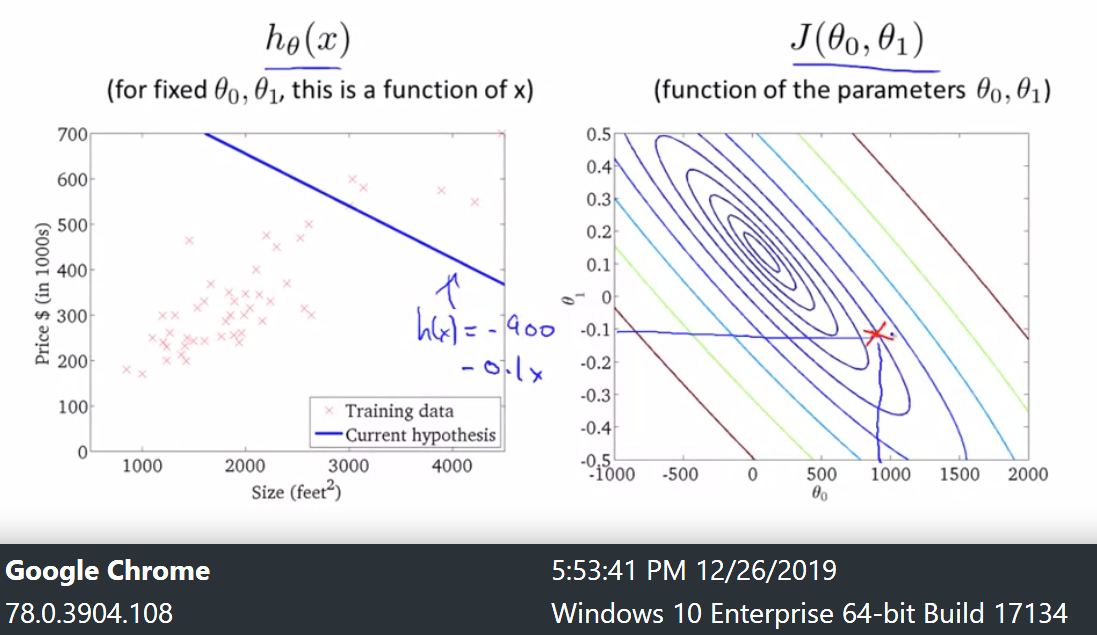 hθ(x)
(for fixed θ0, θ1, this is a function of x)
700
600
500
400
300
200
100
0
Price $ (in 1000s)
1000 2000 3000 4000
Size (feet²)
Training data
Current hypothesis
h(x) = - 900
- 0.1x
J(θ0, θ1)
(function of the parameters θ0, θ1)
0.5
0.4
0.3
0.2
0.1
0
-0.1
-0.2
-0.3
-0.4
-0.5
θ1
-1000 -500 0 500 1000 1500 2000
θ0
Google Chrome 5:53:41 PM 12/26/2019
78.0.3904.108 Windows 10 Enterprise 64-bit Build 17134